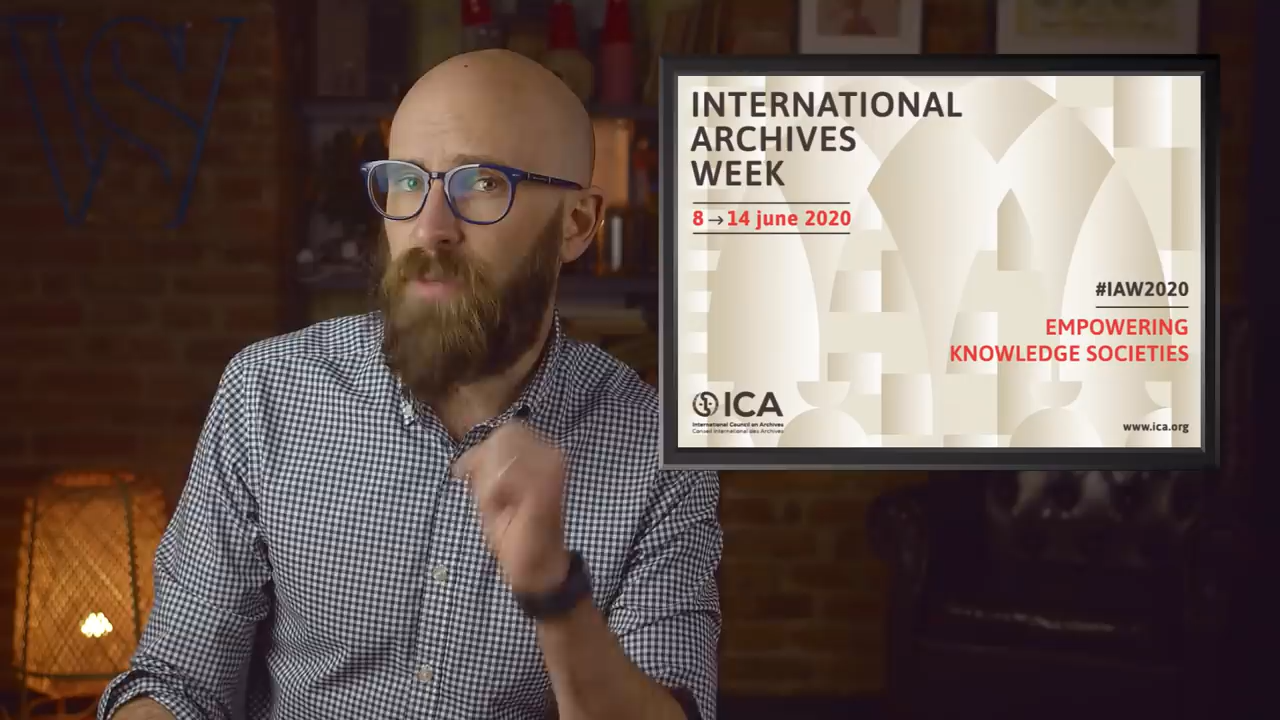 INTERNATIONAL
ARCHIVES
WEEK
8→14 june 2020
#IAW2020
EMPOWERING
KNOWLEDGE SOCIETIES
ICA
International Council on Archives
Conseil International des Archives
www.ica.org